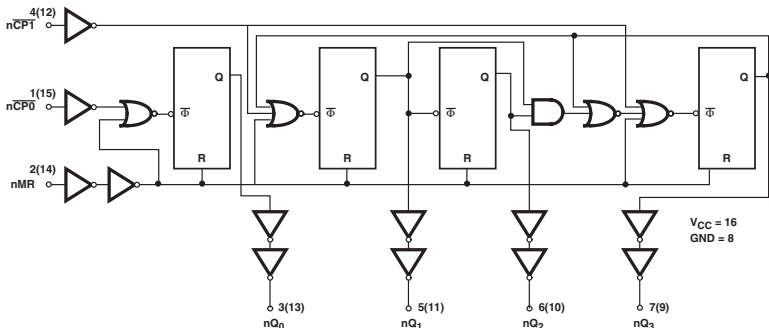 4(12)
nCP1
1(15)
nCP0
2(14)
nMR
Q
Φ
R
Q
Φ
R
Q
Φ
R
Q
Φ
R
VCC = 16
GND = 8
3(13)
nQ0
5(11)
nQ1
6(10)
nQ2
7(9)
nQ3